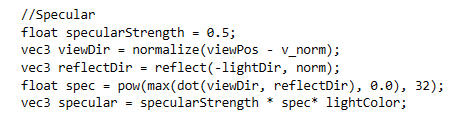 //Specular
float specularStrength = 0.5;
vec3 viewDir = normalize(viewPos - v_norm);
vec3 reflectDir = reflect(-lightDir, norm);
float spec = pow(max(dot(viewDir, reflectDir), 0.0), 32);
vec3 specular = specularStrength * spec* lightColor;